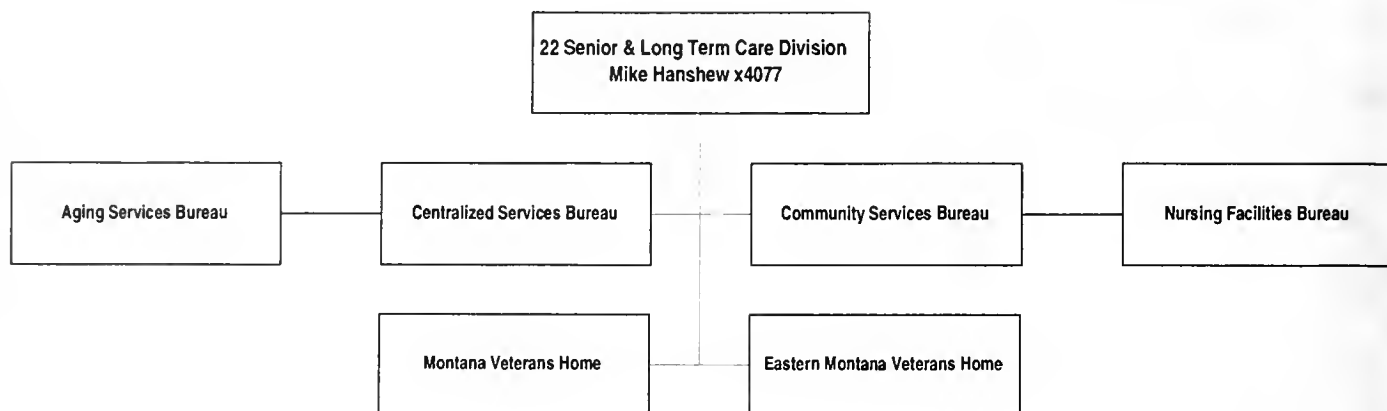 22 Senior & Long Term Care Division
Mike Hanshew x4077
Aging Services Bureau
Centralized Services Bureau
Community Services Bureau
Nursing Facilities Bureau
Montana Veterans Home
Eastern Montana Veterans Home